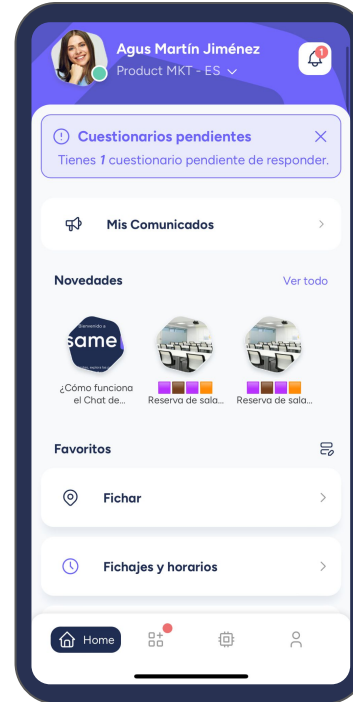 Agus Martín Jiménez
1
Product MKT - ES
Cuestionarios pendientes
Tienes 1 cuestionario pendiente de responder.
Mis Comunicados
Novedades
Ver todo
Bienvenido a
same
¿Cómo funciona
el Chat de...
Reserva de sala...
Reserva de sala...
Favoritos
Fichar
Fichajes y horarios
Home